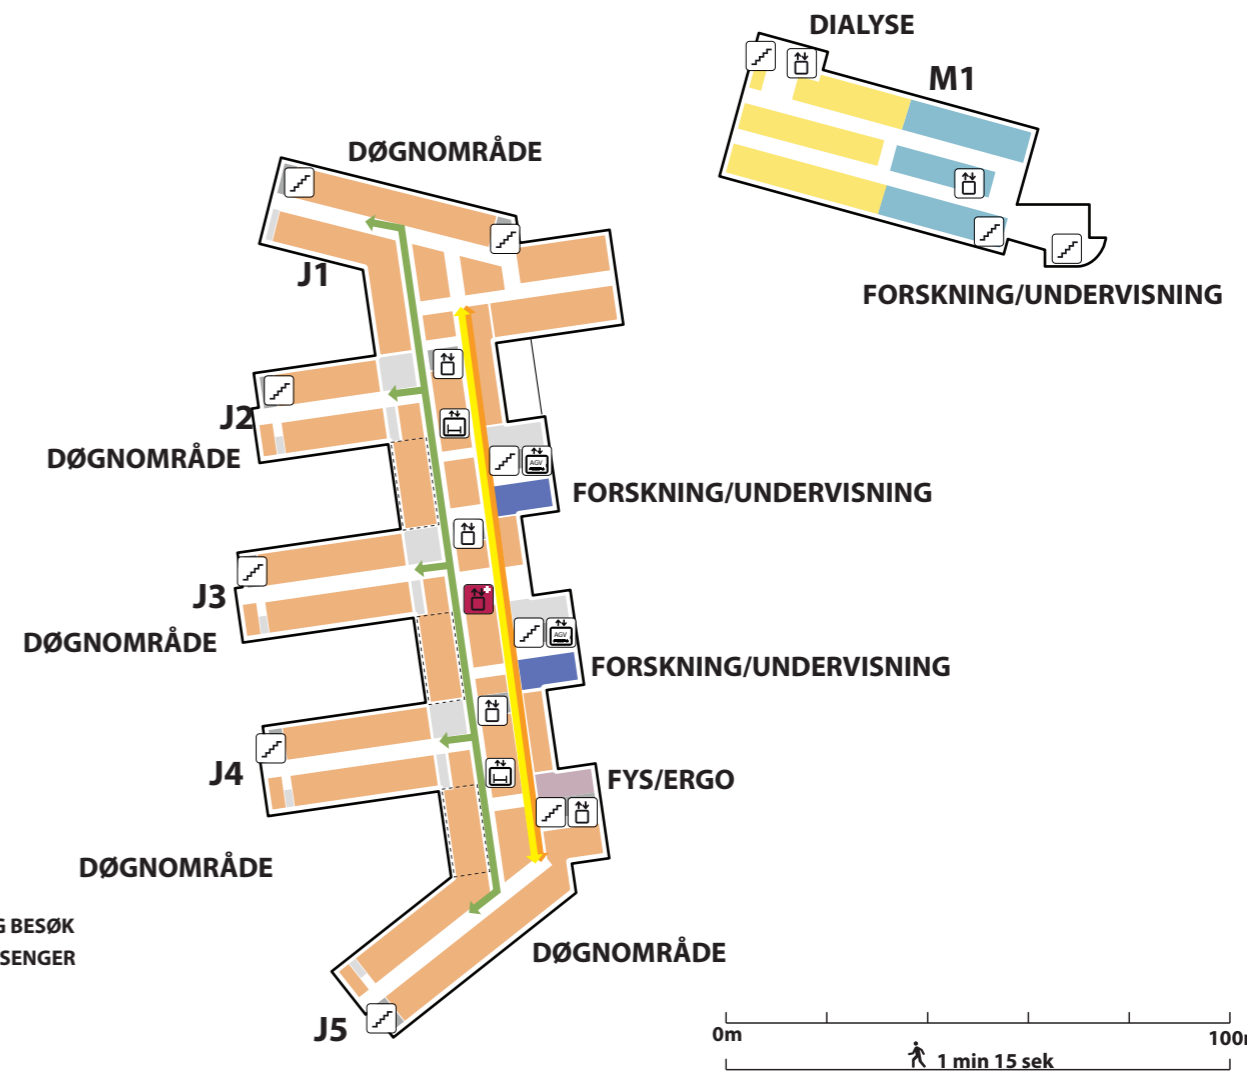 DIALYSE
M1
DØGNOMRÅDE
J1
FORSKNING/UNDERVISNING
J2
DØGNOMRÅDE
AGV
FORSKNING/UNDERVISNING
J3
DØGNOMRÅDE
AGV
FORSKNING/UNDERVISNING
J4
FYS/ERGO
DØGNOMRÅDE
G BESØK
SENGER
DØGNOMRÅDE
J5
0m
100m
1 min 15 sek